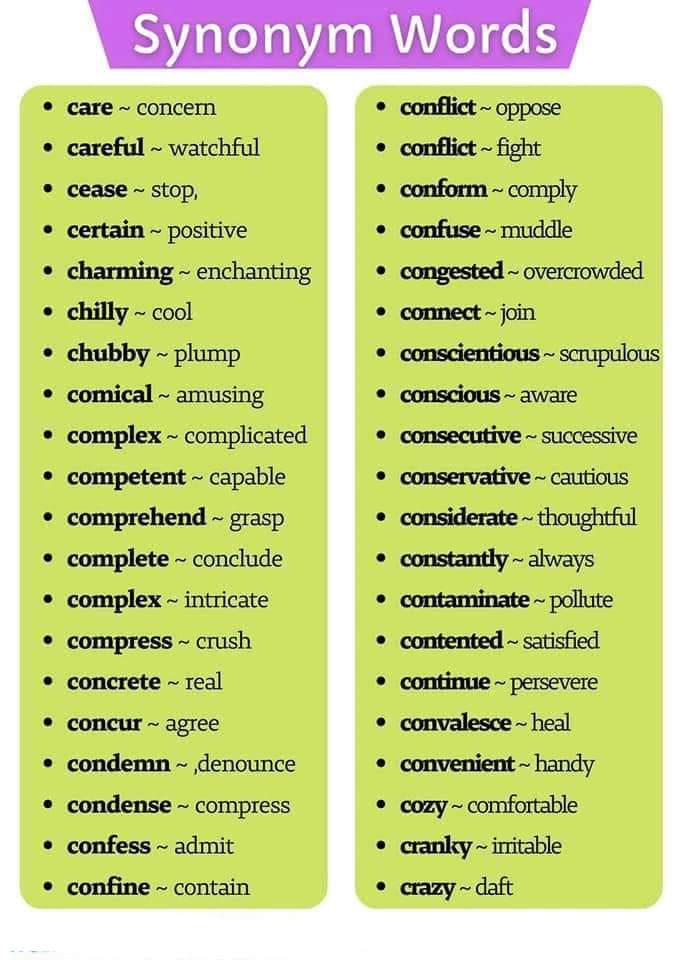 Synonym Words
• care ~ concern
• careful ~ watchful
• cease ~ stop,
• certain ~ positive
• charming ~ enchanting
• chilly ~ cool
• chubby ~ plump
• comical ~ amusing
• complex ~ complicated
• competent ~ capable
• comprehend ~ grasp
• complete ~ conclude
• complex ~ intricate
• compress ~ crush
• concrete ~ real
• concur ~ agree
• condemn ~ ,denounce
• condense ~ compress
• confess ~ admit
• confine ~ contain
• conflict ~ oppose
• conflict ~ fight
• conform ~ comply
• confuse ~ muddle
• congested ~ overcrowded
• connect ~ join
• conscientious ~ scrupulous
• conscious ~ aware
• consecutive ~ successive
• conservative ~ cautious
• considerate ~ thoughtful
• constantly ~ always
• contaminate ~ pollute
• contented ~ satisfied
• continue ~ persevere
• convalesce ~ heal
• convenient ~ handy
• cozy ~ comfortable
• cranky ~ irritable
• crazy ~ daft